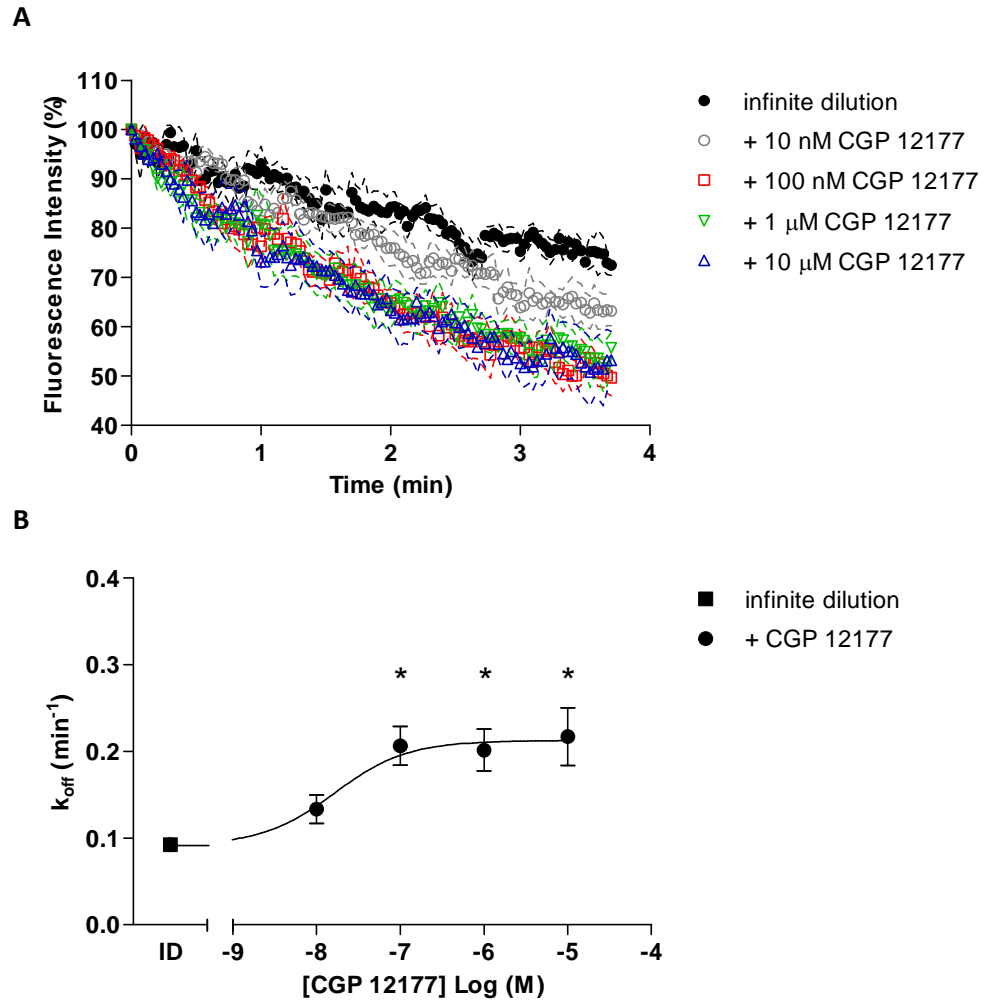 A
Fluorescence Intensity (%)
110
100
90
80
70
60
50
40
0 1 2 3 4
Time (min)
infinite dilution
+ 10 nM CGP 12177
+ 100 nM CGP 12177
+ 1 μM CGP 12177
+ 10 μM CGP 12177
B
k_off (min⁻¹)
0.4
0.3
0.2
0.1
0.0
* * *
ID -9 -8 -7 -6 -5 -4
[CGP 12177] Log (M)
infinite dilution
+ CGP 12177